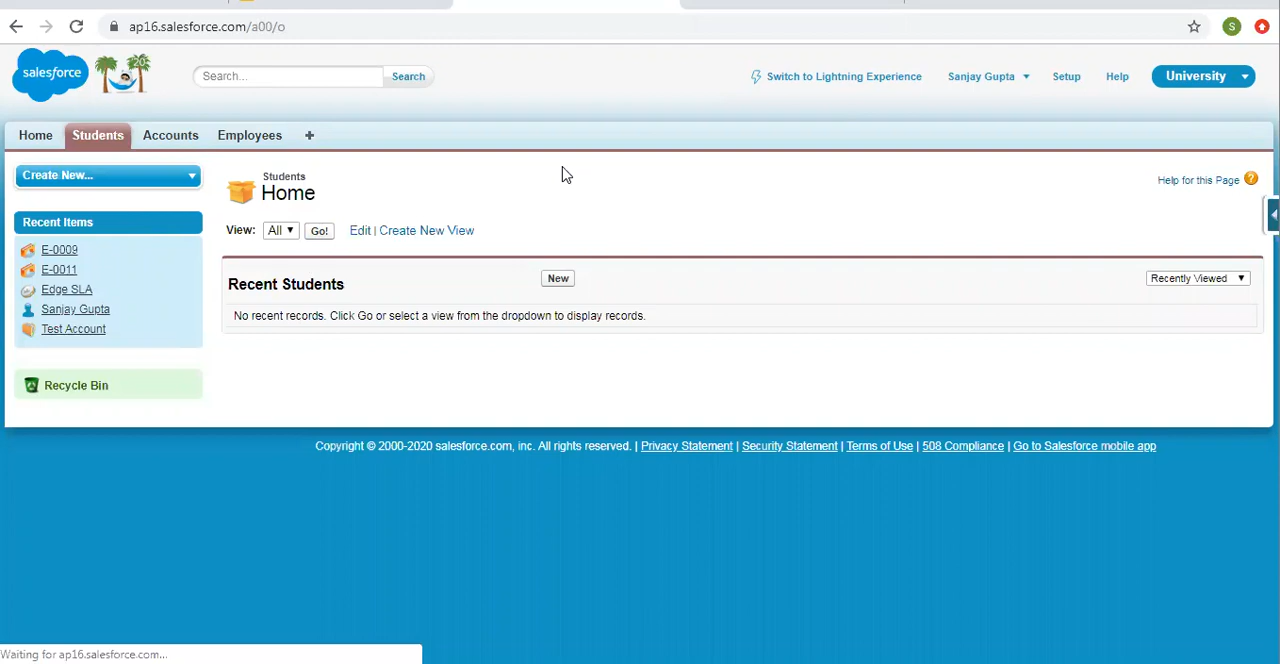 ap16.salesforce.com/a00/o
S
salesforce
Search...
Search
Switch to Lightning Experience
Sanjay Gupta
Setup
Help
University
Home
Students
Accounts
Employees
+
Create New...
Students
Home
Help for this Page ?
View: All Go! Edit | Create New View
Recent Items
E-0009
E-0011
Edge SLA
Sanjay Gupta
Test Account
Recent Students
New
Recently Viewed
No recent records. Click Go or select a view from the dropdown to display records.
Recycle Bin
Copyright © 2000-2020 salesforce.com, inc. All rights reserved. | Privacy Statement | Security Statement | Terms of Use | 508 Compliance | Go to Salesforce mobile app
Waiting for ap16.salesforce.com...